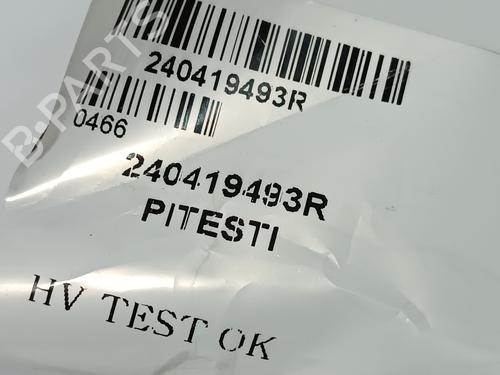 B-PARTS
240419493R
0466
240419493R
PITESTI
HV TEST OK